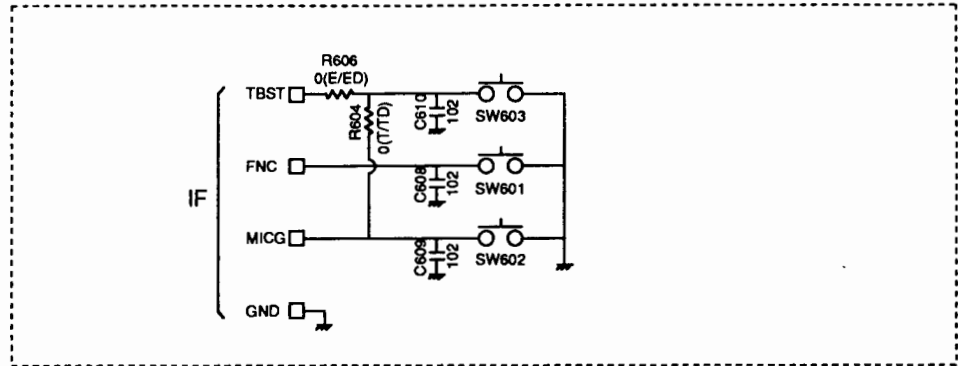 R606
0(E/ED)
TBST
R604
0(T/TD)
C610
102
SW603
FNC
C608
102
SW601
IF
MICG
C609
102
SW602
GND